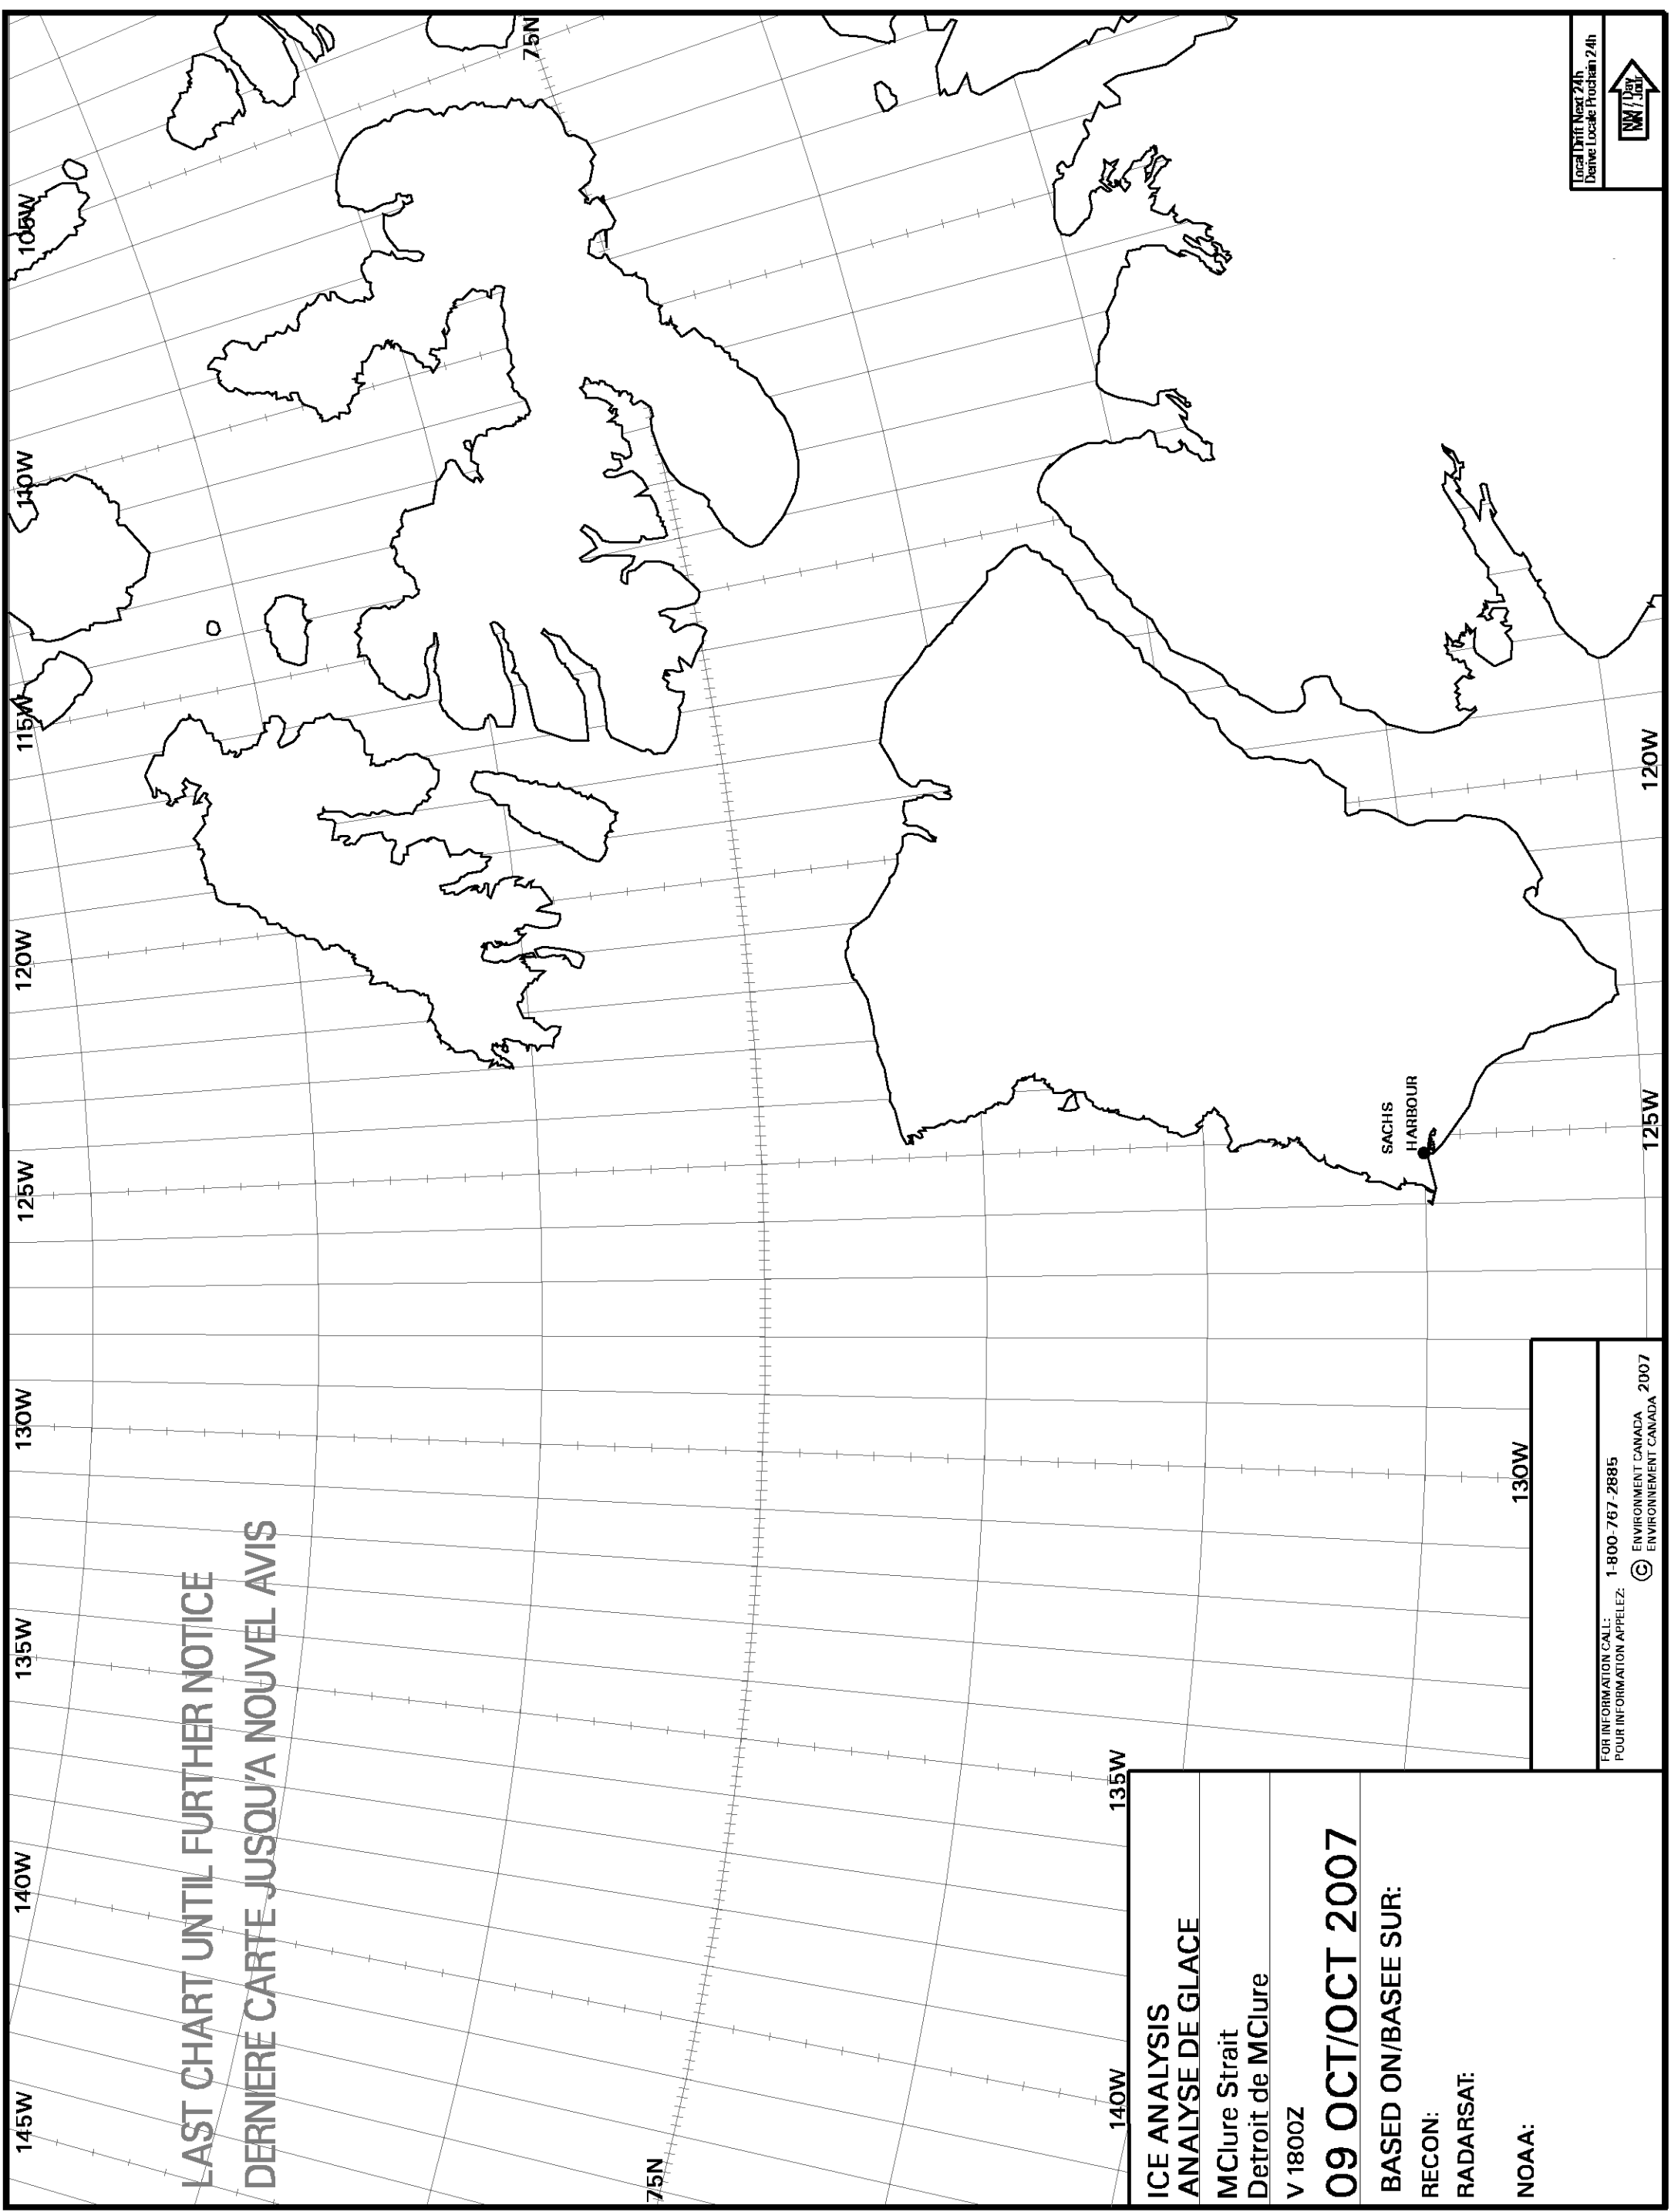 145W
140W
135W
130W
125W
120W
115W
110W
105W
LAST CHART UNTIL FURTHER NOTICE
DERNIERE CARTE JUSQU'A NOUVEL AVIS
75N
75N
140W
135W
130W
125W
120W
SACHS
HARBOUR
ICE ANALYSIS
ANALYSE DE GLACE
MClure Strait
Detroit de MClure
V 1800Z
09 OCT/OCT 2007
BASED ON/BASEE SUR:
RECON:
RADARSAT:
NOAA:
FOR INFORMATION CALL:
POUR INFORMATION APPELEZ: 1-800-767-2885
© ENVIRONMENT CANADA 2007
ENVIRONNEMENT CANADA
Local Drift Next 24h
Derive Locale Prochain 24h
NM / Day
MN / Jour